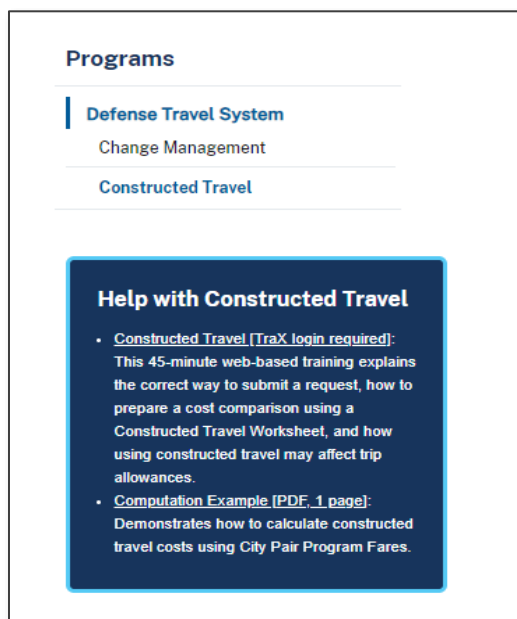 Programs
Defense Travel System
Change Management
Constructed Travel
Help with Constructed Travel
• Constructed Travel [TraX login required]:
This 45-minute web-based training explains
the correct way to submit a request, how to
prepare a cost comparison using a
Constructed Travel Worksheet, and how
using constructed travel may affect trip
allowances.
• Computation Example [PDF, 1 page]:
Demonstrates how to calculate constructed
travel costs using City Pair Program Fares.